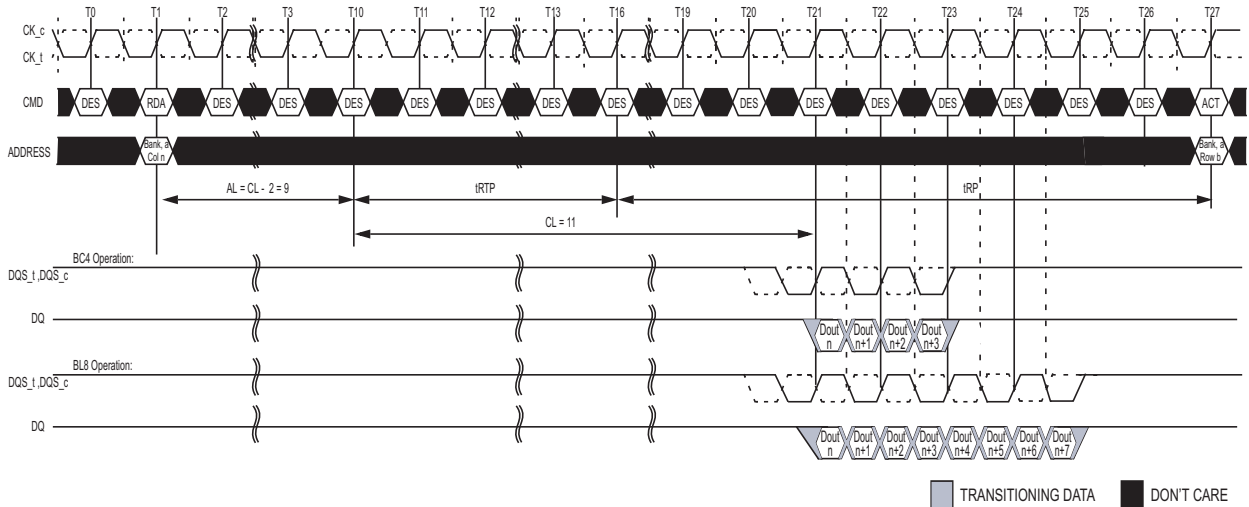 T0 T1 T2 T3 T10 T11 T12 T13 T16 T19 T20 T21 T22 T23 T24 T25 T26 T27
CK_c
CK_t
CMD DES RDA DES DES DES DES DES DES DES DES DES DES DES DES DES DES DES ACT
ADDRESS Bank, a Bank, a
Col n Row b
AL = CL - 2 = 9 tRTP tRP
CL = 11
BC4 Operation:
DQS_t ,DQS_c
DQ Dout Dout Dout Dout
n n+1 n+2 n+3
BL8 Operation:
DQS_t ,DQS_c
DQ Dout Dout Dout Dout Dout Dout Dout Dout
n n+1 n+2 n+3 n+4 n+5 n+6 n+7
TRANSITIONING DATA DON'T CARE